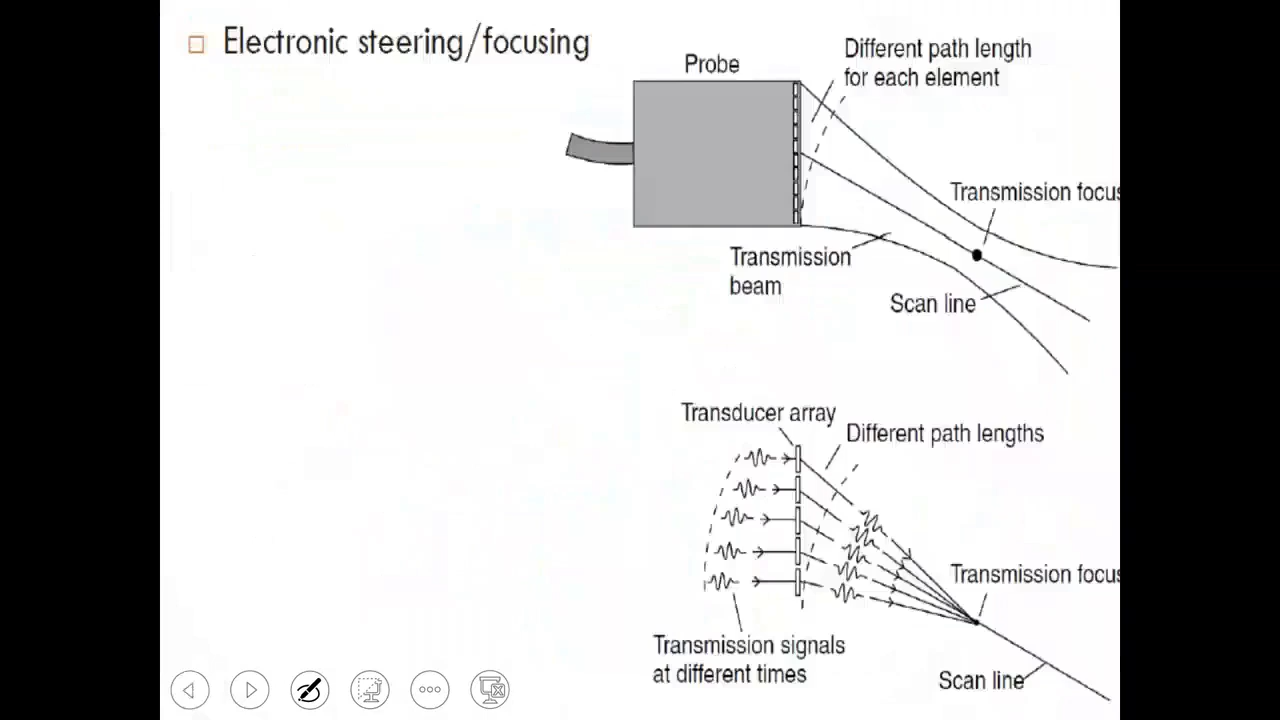 Electronic steering/focusing
Probe
Different path length
for each element
Transmission focus
Transmission
beam
Scan line
Transducer array
Different path lengths
Transmission focus
Transmission signals
at different times
Scan line